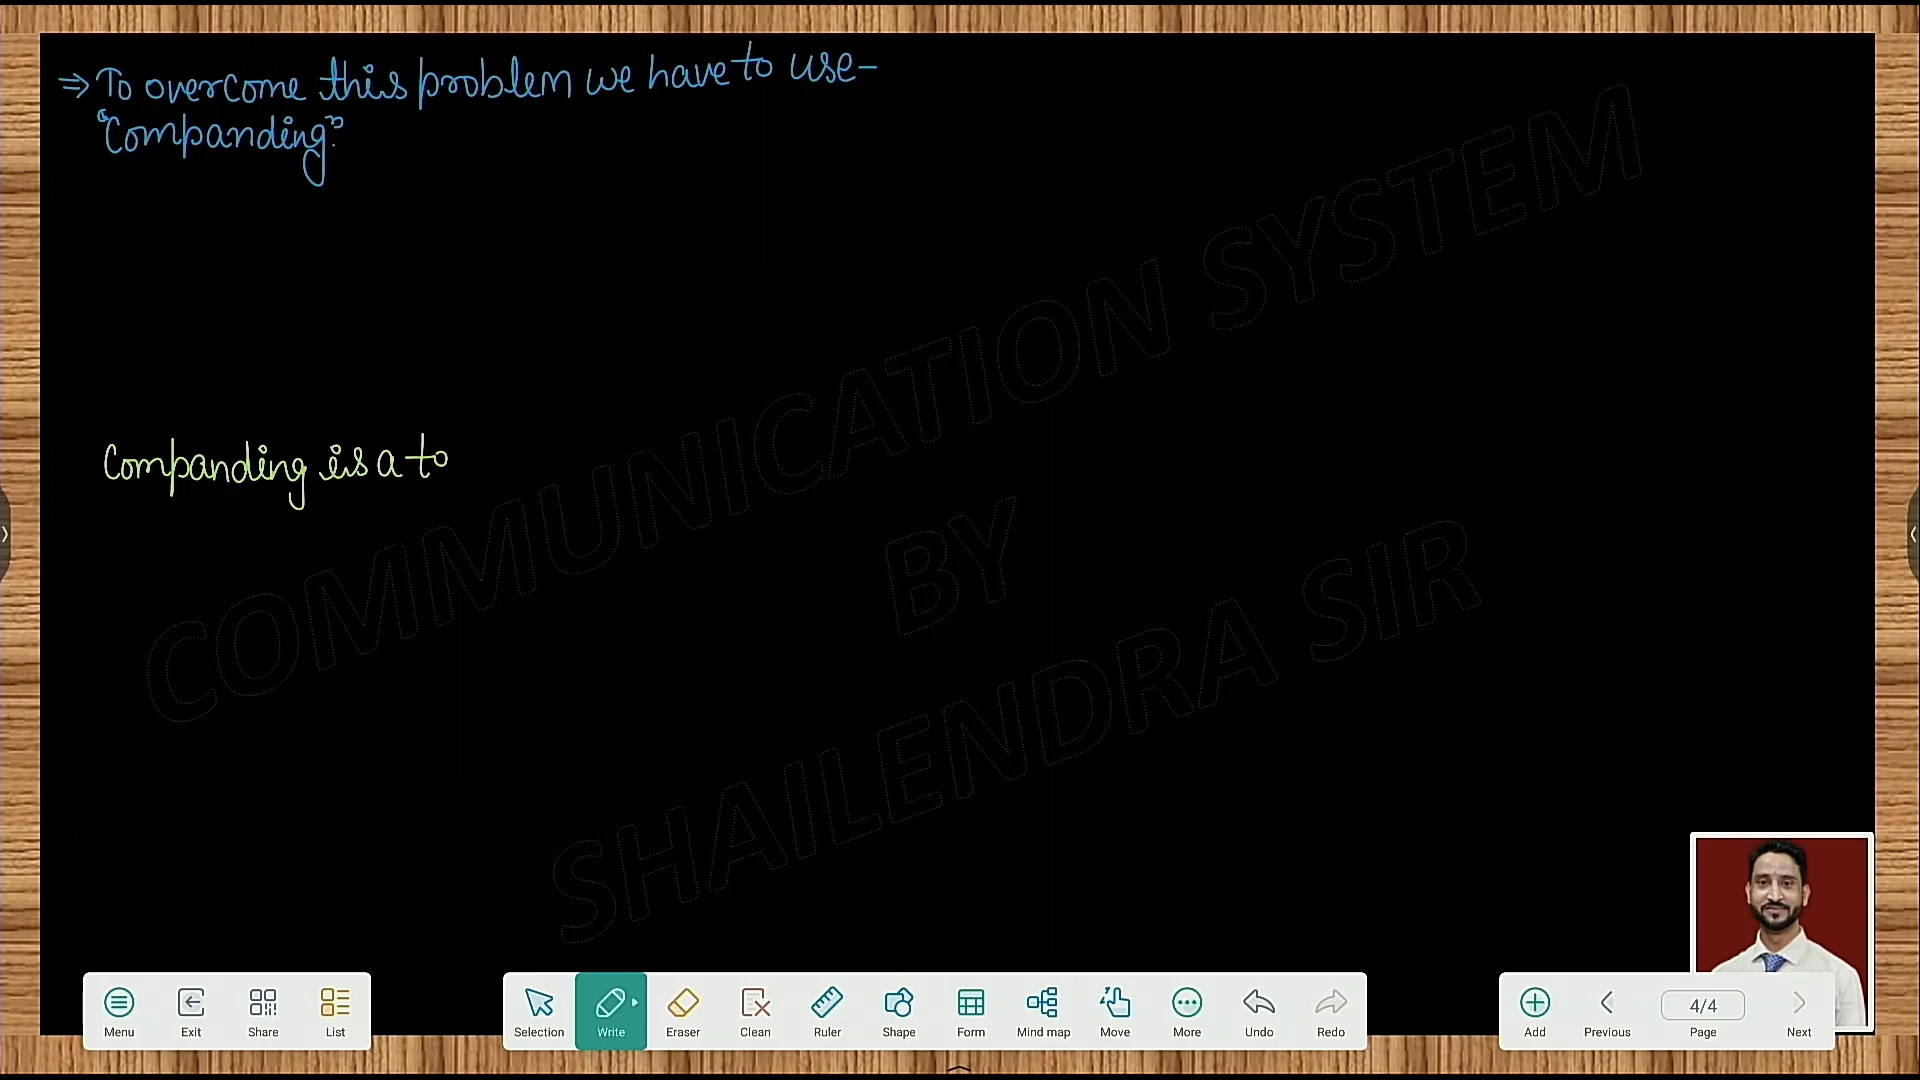 ⇒ To overcome this problem we have to use-
"Companding"
Companding is a to
COMMUNICATION SYSTEM
BY
SHAILENDRA SIR
Menu Exit Share List Selection Write Eraser Clean Ruler Shape Form Mind map Move More Undo Redo Add Previous 4/4 Page Next